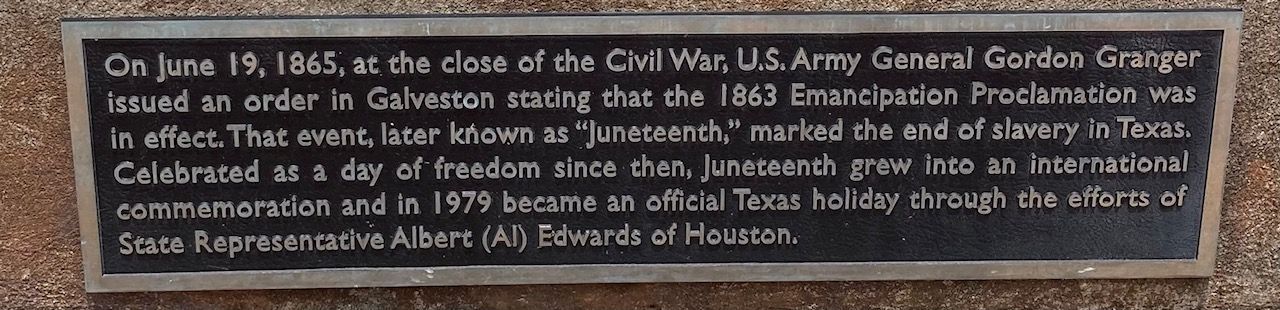 On June 19, 1865, at the close of the Civil War, U.S. Army General Gordon Granger
issued an order in Galveston stating that the 1863 Emancipation Proclamation was
in effect. That event, later known as “Juneteenth,” marked the end of slavery in Texas.
Celebrated as a day of freedom since then, Juneteenth grew into an international
commemoration and in 1979 became an official Texas holiday through the efforts of
State Representative Albert (Al) Edwards of Houston.